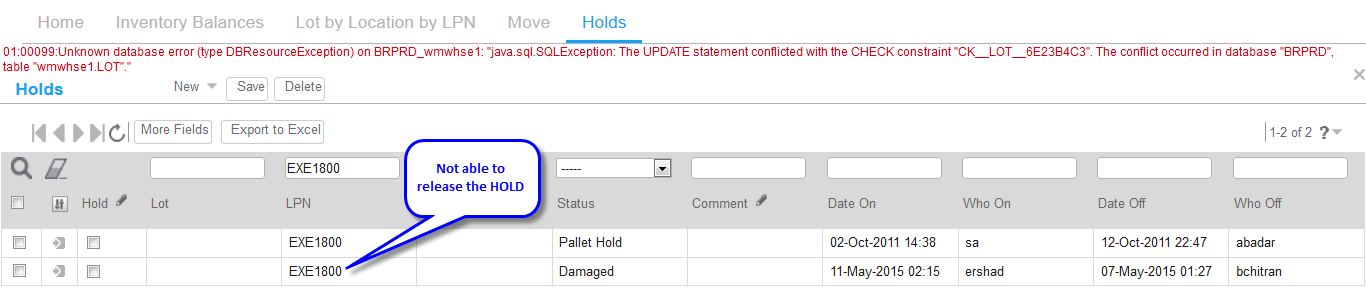 Home Inventory Balances Lot by Location by LPN Move Holds
01:00099:Unknown database error (type DBResourceException) on BRPRD_wmwhse1: "java.sql.SQLException: The UPDATE statement conflicted with the CHECK constraint "CK__LOT__6E23B4C3". The conflict occurred in database "BRPRD",
table "wmwhse1.LOT"."
Holds New Save Delete
More Fields Export to Excel 1-2 of 2 ?
EXE1800 -----
Not able to
release the HOLD
Hold Lot LPN Status Comment Date On Who On Date Off Who Off
EXE1800 Pallet Hold 02-Oct-2011 14:38 sa 12-Oct-2011 22:47 abadar
EXE1800 Damaged 11-May-2015 02:15 ershad 07-May-2015 01:27 bchitran